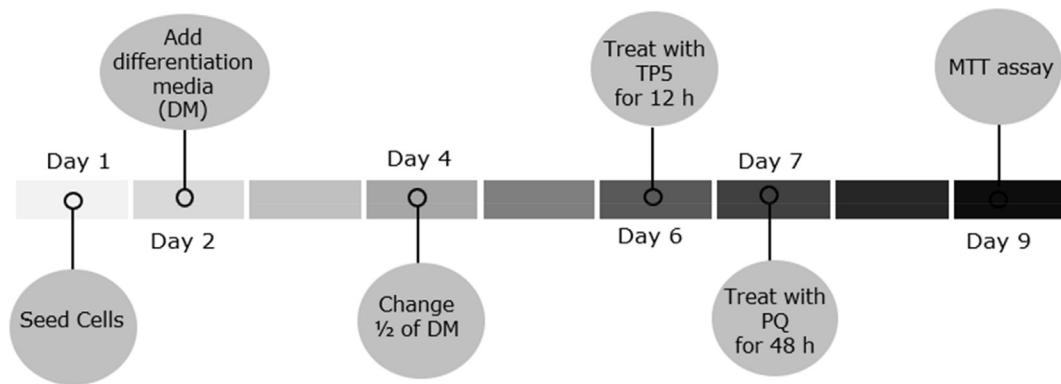 Add
differentiation
media
(DM)
Treat with
TP5
for 12 h
MTT assay
Day 1
Day 4
Day 7
Day 2
Day 6
Day 9
Seed Cells
Change
½ of DM
Treat with
PQ
for 48 h